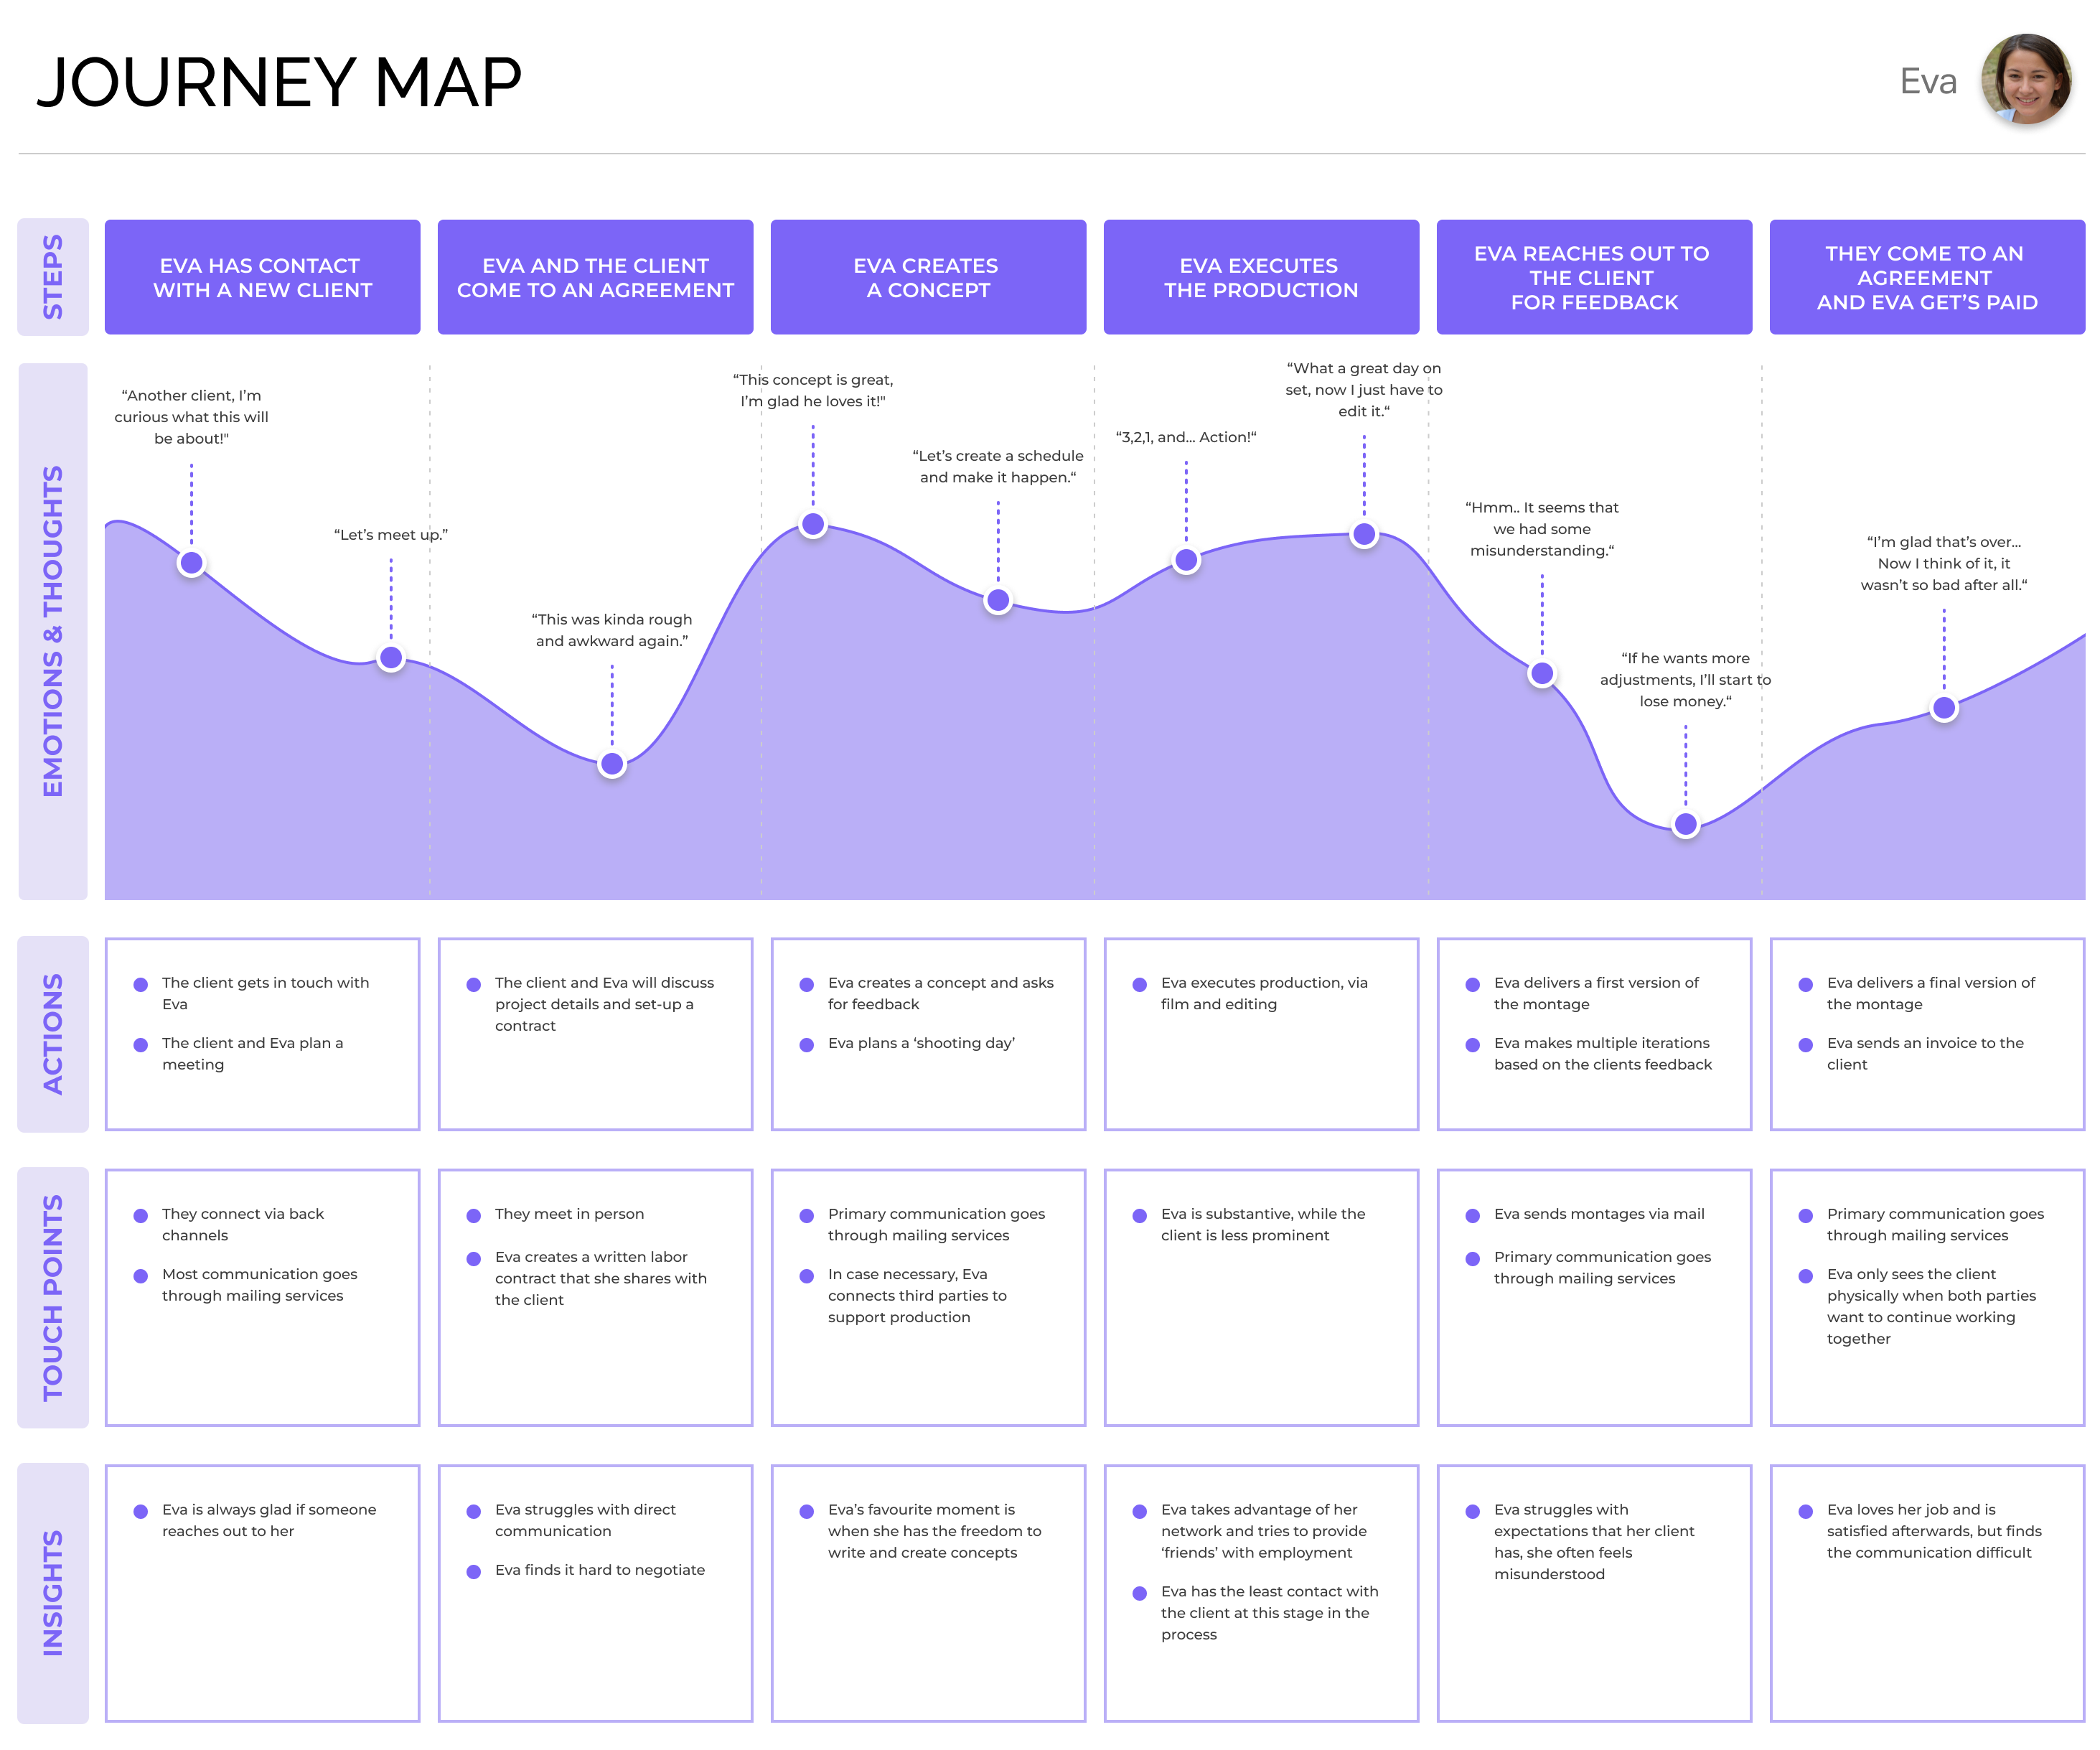 JOURNEY MAP
Eva
STEPS
EVA HAS CONTACT
WITH A NEW CLIENT
EVA AND THE CLIENT
COME TO AN AGREEMENT
EVA CREATES
A CONCEPT
EVA EXECUTES
THE PRODUCTION
EVA REACHES OUT TO
THE CLIENT
FOR FEEDBACK
THEY COME TO AN
AGREEMENT
AND EVA GET’S PAID
EMOTIONS & THOUGHTS
“Another client, I’m
curious what this will
be about!"
“Let’s meet up.”
“This was kinda rough
and awkward again.”
“This concept is great,
I’m glad he loves it!"
“Let’s create a schedule
and make it happen.“
“3,2,1, and... Action!“
“What a great day on
set, now I just have to
edit it.“
“Hmm.. It seems that
we had some
misunderstanding.“
“If he wants more
adjustments, I’ll start to
lose money.“
“I’m glad that’s over...
Now I think of it, it
wasn’t so bad after all.“
ACTIONS
The client gets in touch with
Eva
The client and Eva plan a
meeting
The client and Eva will discuss
project details and set-up a
contract
Eva creates a concept and asks
for feedback
Eva plans a ‘shooting day’
Eva executes production, via
film and editing
Eva delivers a first version of
the montage
Eva makes multiple iterations
based on the clients feedback
Eva delivers a final version of
the montage
Eva sends an invoice to the
client
TOUCH POINTS
They connect via back
channels
Most communication goes
through mailing services
They meet in person
Eva creates a written labor
contract that she shares with
the client
Primary communication goes
through mailing services
In case necessary, Eva
connects third parties to
support production
Eva is substantive, while the
client is less prominent
Eva sends montages via mail
Primary communication goes
through mailing services
Primary communication goes
through mailing services
Eva only sees the client
physically when both parties
want to continue working
together
INSIGHTS
Eva is always glad if someone
reaches out to her
Eva struggles with direct
communication
Eva finds it hard to negotiate
Eva’s favourite moment is
when she has the freedom to
write and create concepts
Eva takes advantage of her
network and tries to provide
‘friends’ with employment
Eva has the least contact with
the client at this stage in the
process
Eva struggles with
expectations that her client
has, she often feels
misunderstood
Eva loves her job and is
satisfied afterwards, but finds
the communication difficult